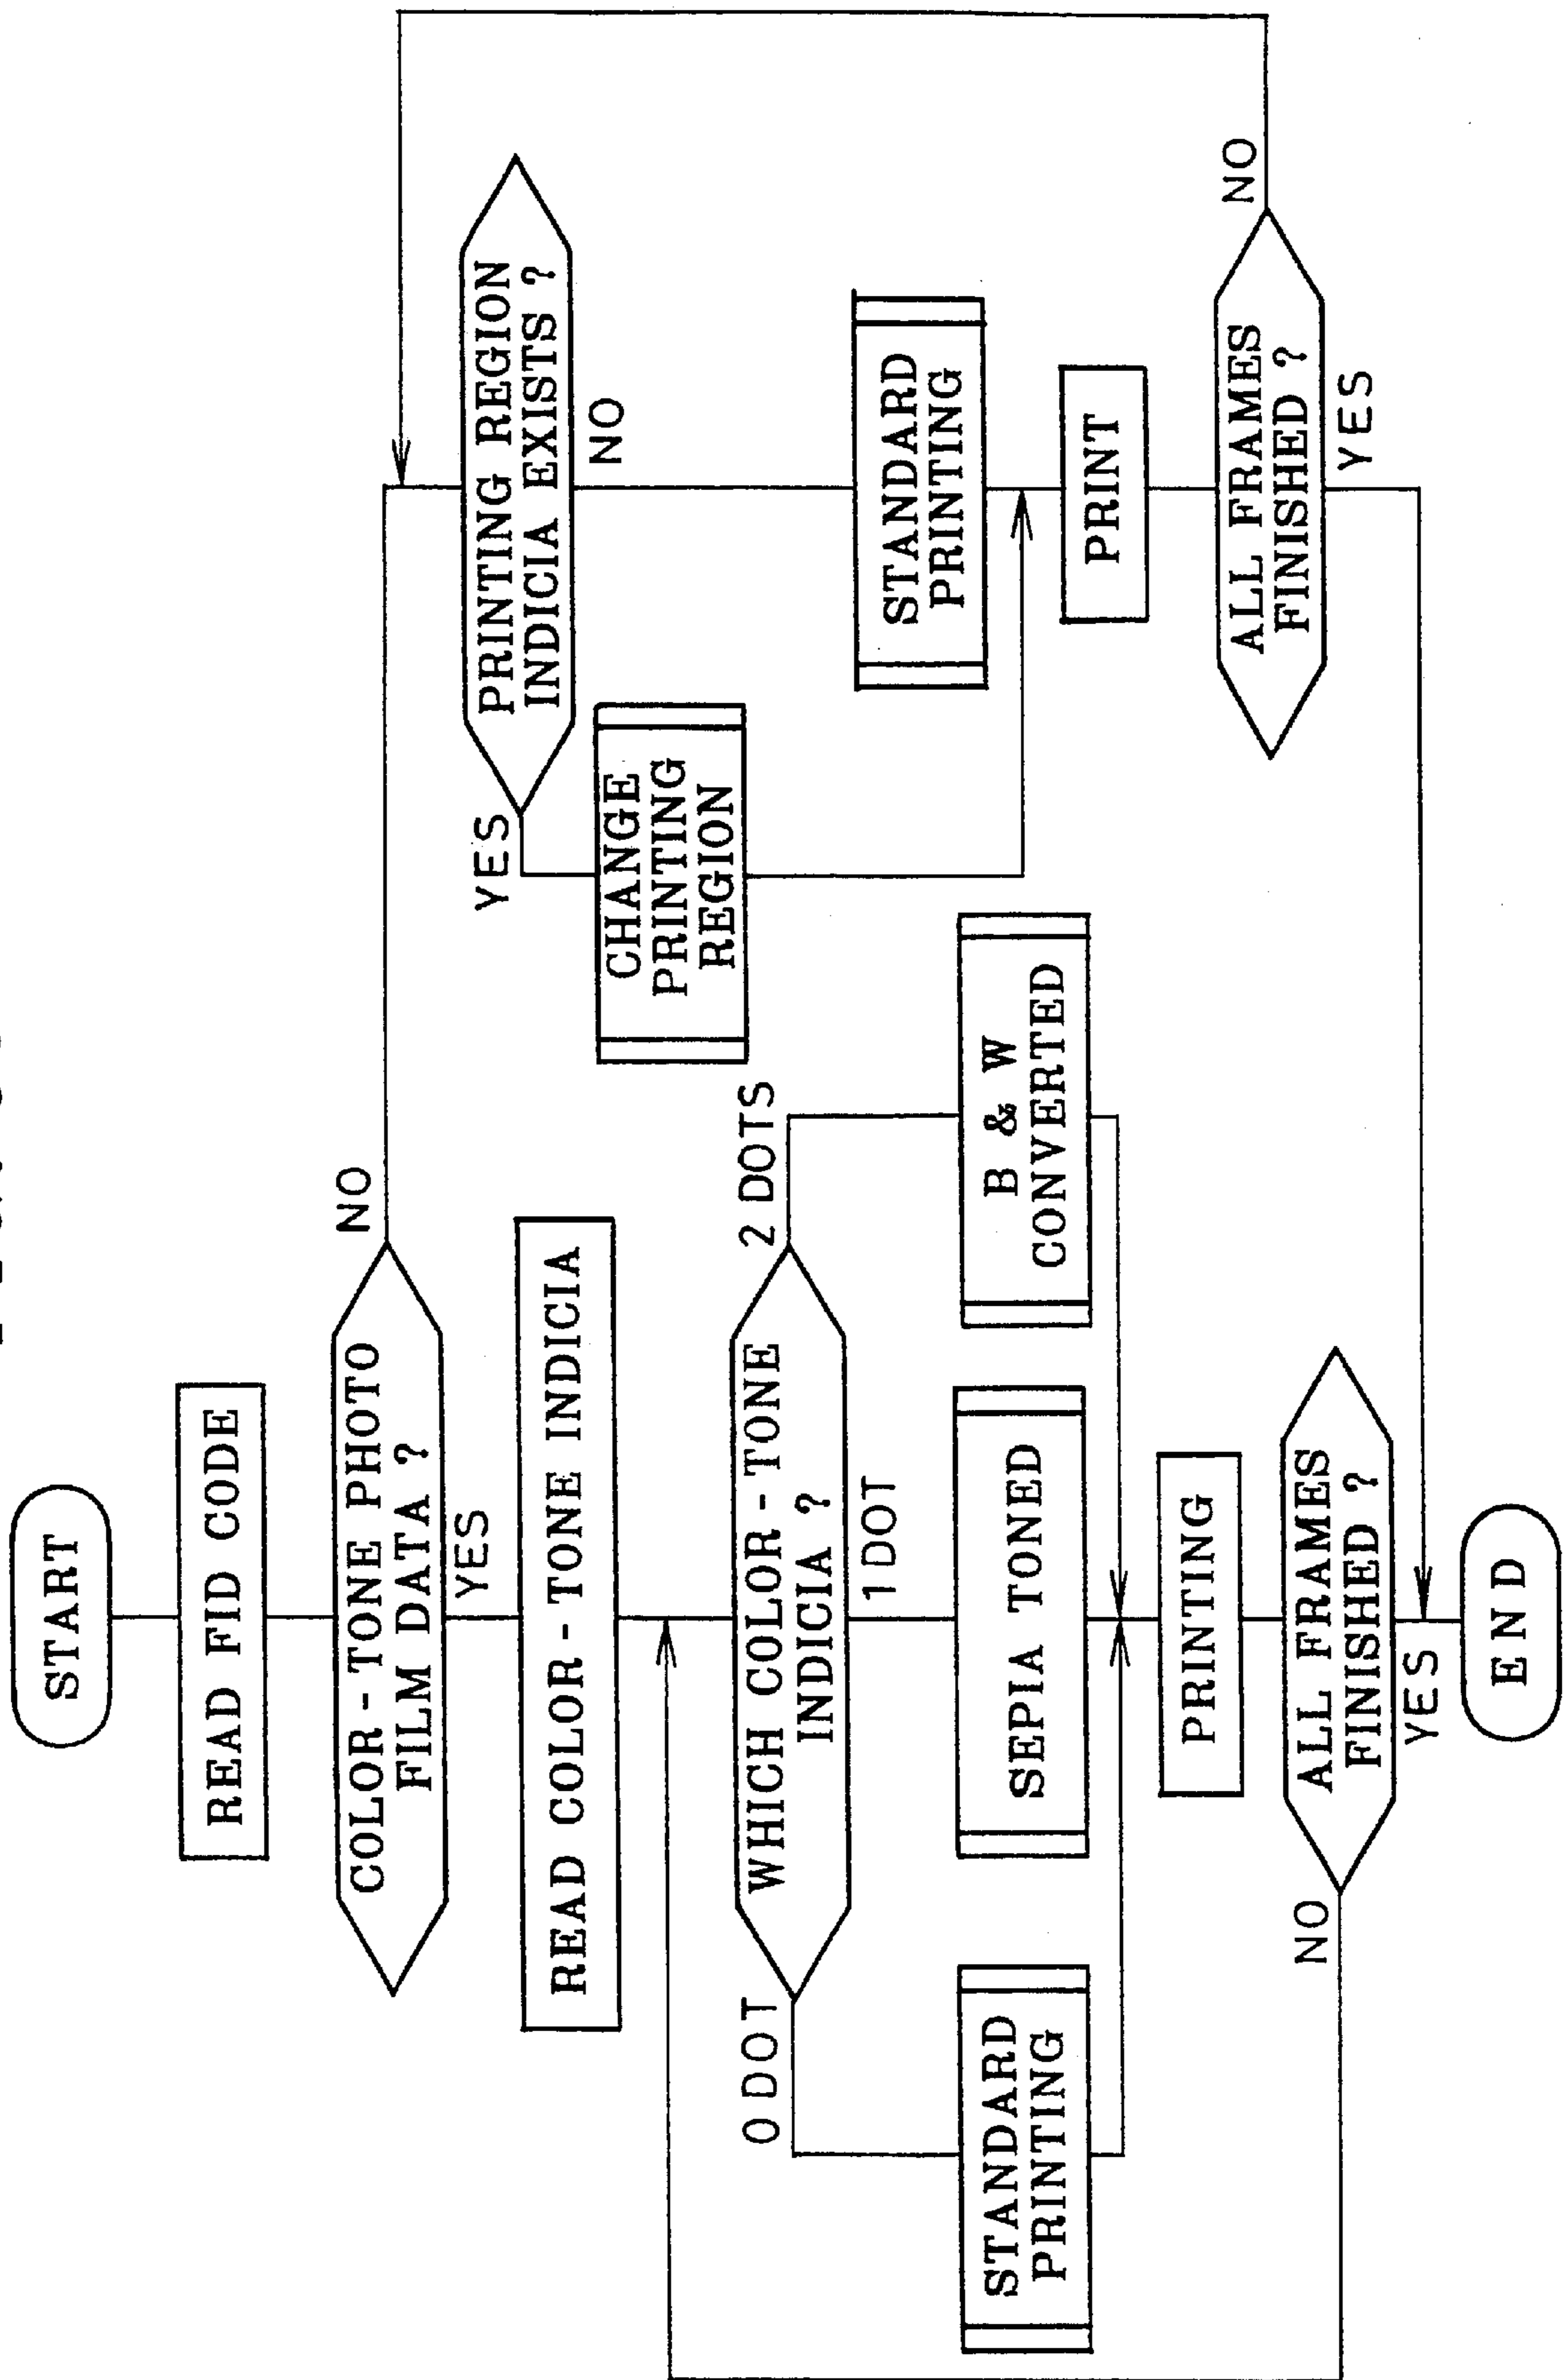 START
READ FID CODE
COLOR-TONE PHOTO
FILM DATA ?
NO
YES
READ COLOR-TONE INDICIA
WHICH COLOR-TONE
INDICIA ?
0 DOT
1 DOT
2 DOTS
STANDARD
PRINTING
SEPIA TONED
B & W
CONVERTED
PRINTING
ALL FRAMES
FINISHED ?
NO
YES
END
PRINTING REGION
INDICIA EXISTS ?
YES
NO
CHANGE
PRINTING
REGION
STANDARD
PRINTING
PRINT
ALL FRAMES
FINISHED ?
NO
YES